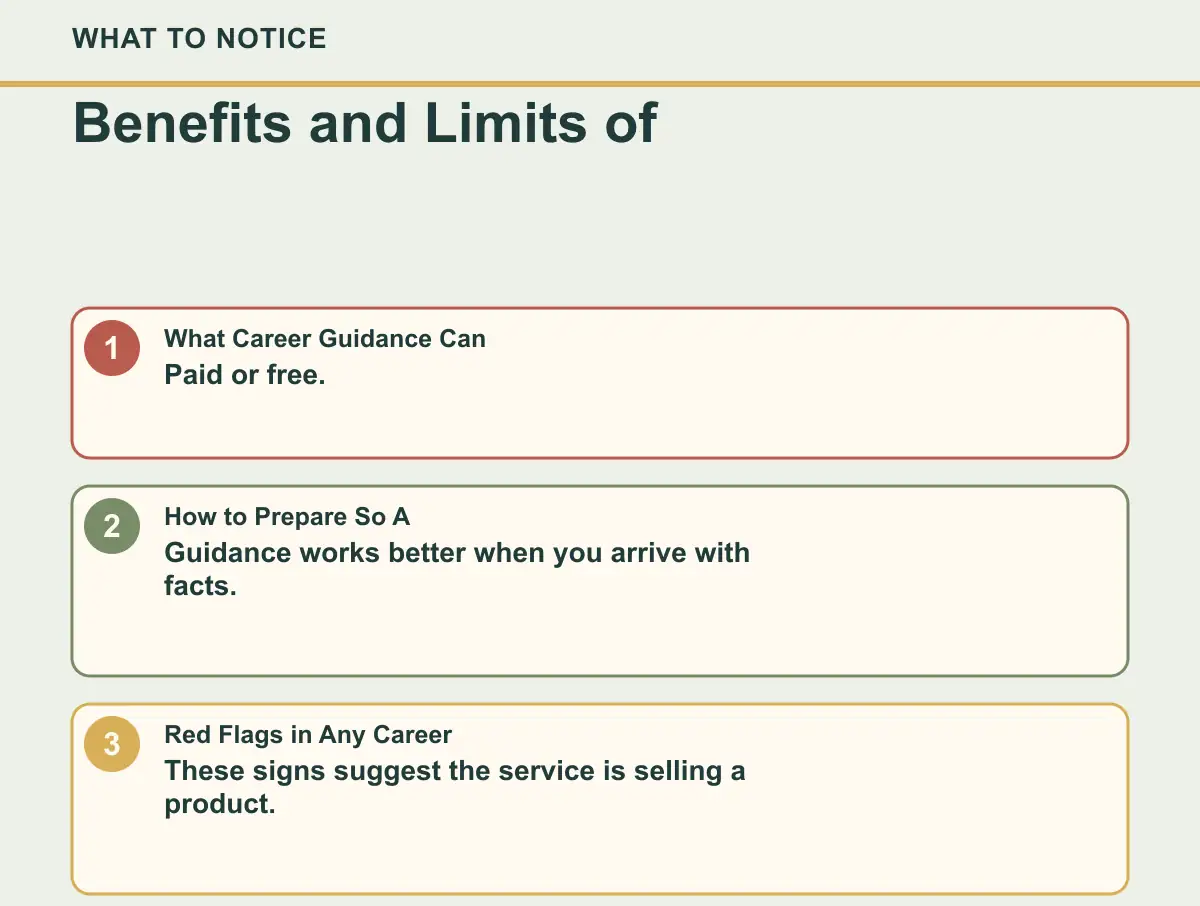 WHAT TO NOTICE
Benefits and Limits of
1
What Career Guidance Can
Paid or free.
2
How to Prepare So A
Guidance works better when you arrive with
facts.
3
Red Flags in Any Career
These signs suggest the service is selling a
product.